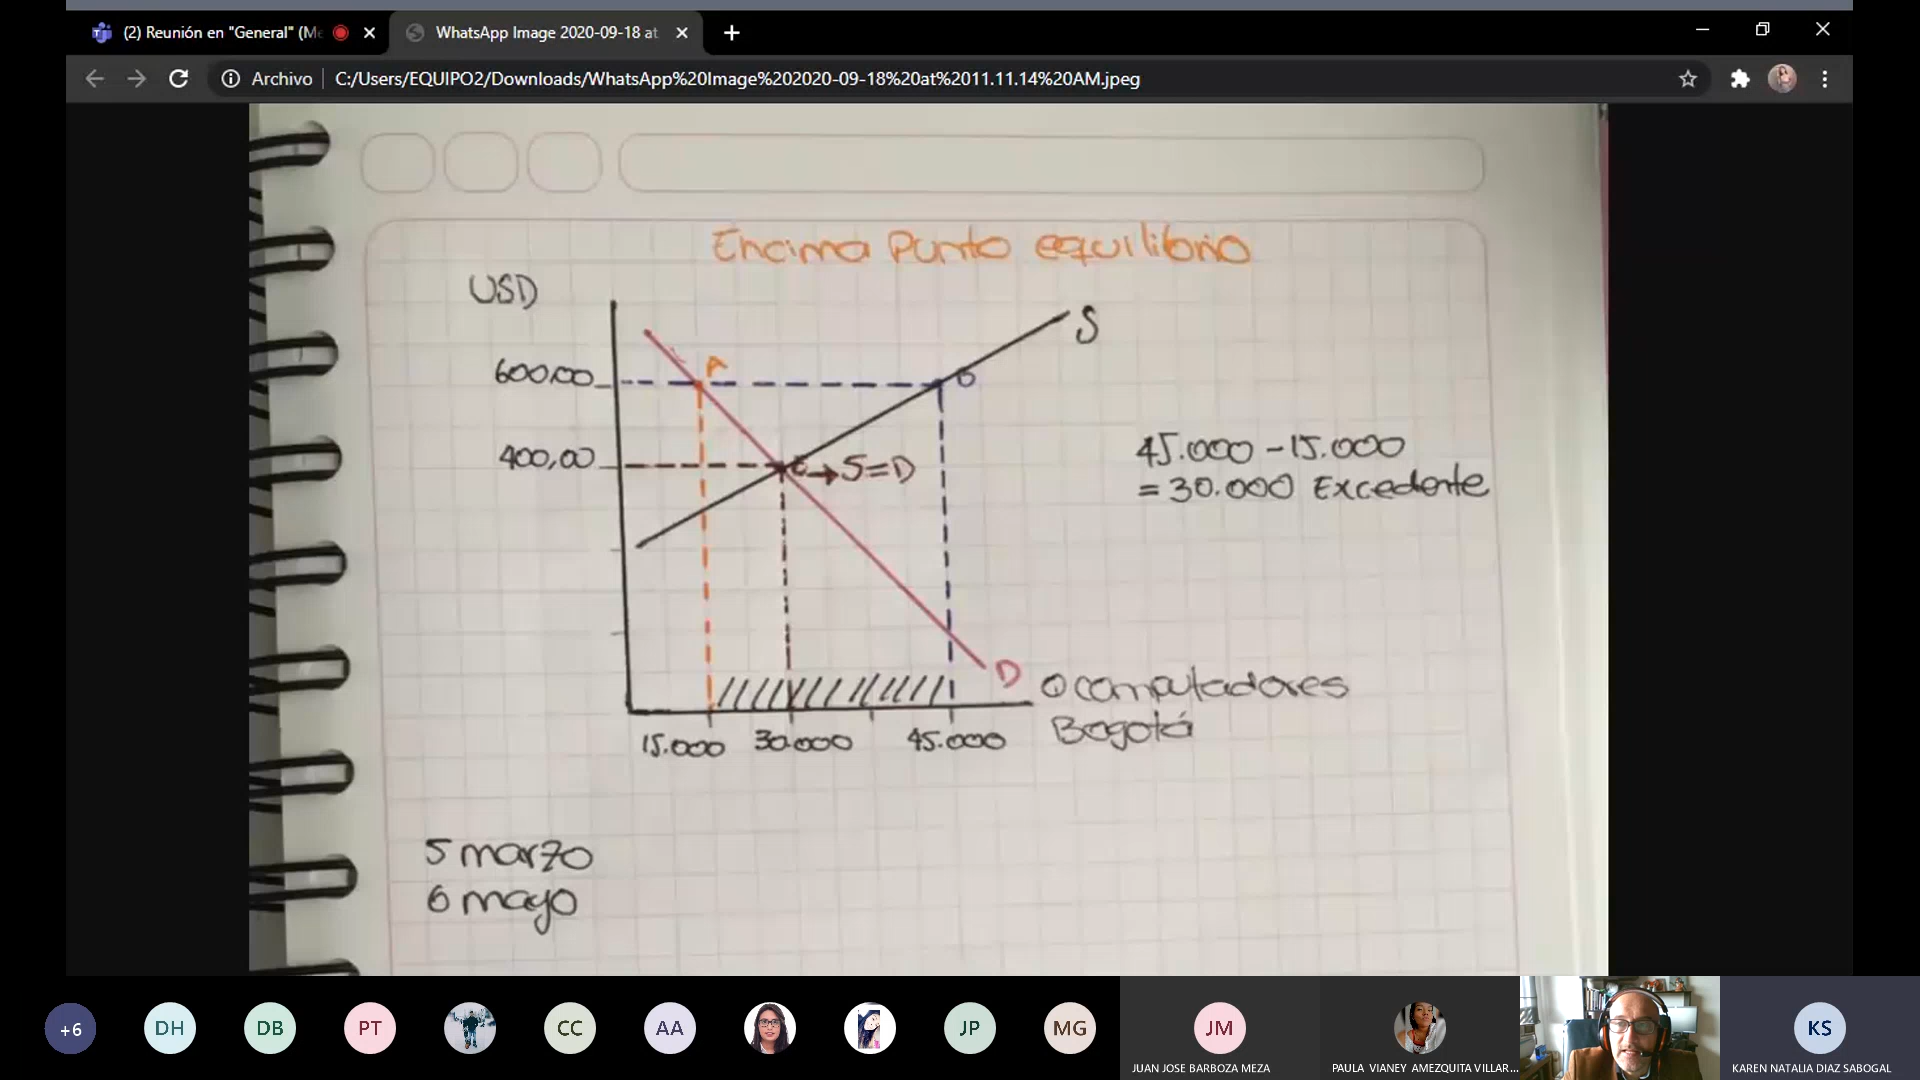 (2) Reunión en "General" (Me
WhatsApp Image 2020-09-18 at
Archivo
C:/Users/EQUIPO2/Downloads/WhatsApp%20Image%202020-09-18%20at%2011.11.14%20AM.jpeg
Encima Punto equilibrio
USD
S
A
600,00
O
400,00
E → S=D
45.000 - 15.000
= 30.000 Excedente
D
Q computadores
Bogotá
15.000 30.000 45.000
5 marzo
6 mayo
+6 DH DB PT CC AA JP MG JM KS
JUAN JOSE BARBOZA MEZA
PAULA VIANEY AMEZQUITA VILLAR...
KAREN NATALIA DIAZ SABOGAL